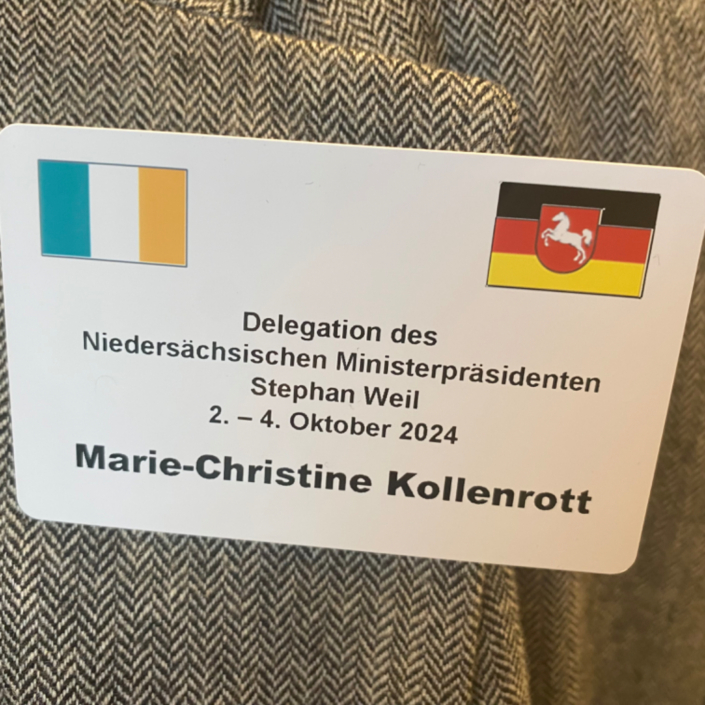 Delegation des
Niedersächsischen Ministerpräsidenten
Stephan Weil
2. – 4. Oktober 2024
Marie-Christine Kollenrott